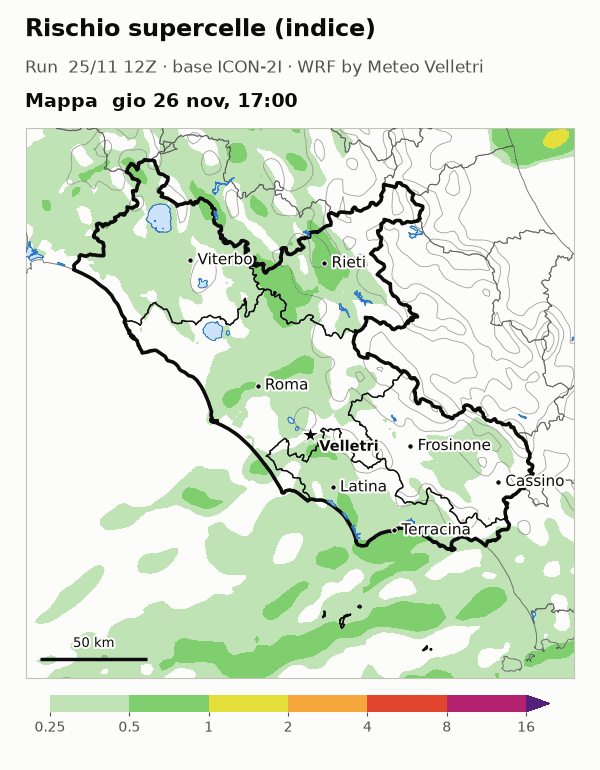 Rischio supercelle (indice)
Run  25/11 12Z · base ICON-2I · WRF by Meteo Velletri
Mappa  gio 26 nov, 17:00
Viterbo
Rieti
Roma
Velletri
Frosinone
Cassino
Latina
Terracina
50 km
0.25 0.5 1 2 4 8 16